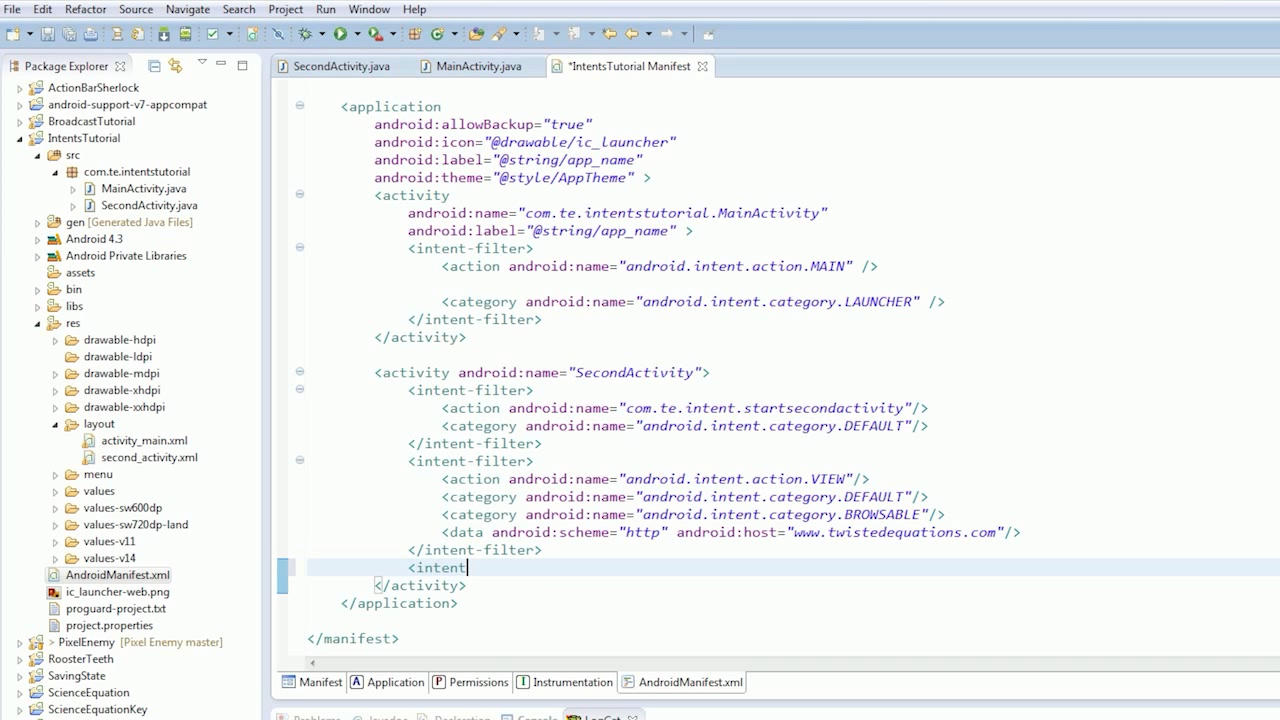 File Edit Refactor Source Navigate Search Project Run Window Help
Package Explorer
SecondActivity.java MainActivity.java *IntentsTutorial Manifest
ActionBarSherlock
android-support-v7-appcompat
BroadcastTutorial
IntentsTutorial
src
com.te.intentstutorial
MainActivity.java
SecondActivity.java
gen [Generated Java Files]
Android 4.3
Android Private Libraries
assets
bin
libs
res
drawable-hdpi
drawable-ldpi
drawable-mdpi
drawable-xhdpi
drawable-xxhdpi
layout
activity_main.xml
second_activity.xml
menu
values
values-sw600dp
values-sw720dp-land
values-v11
values-v14
AndroidManifest.xml
ic_launcher-web.png
proguard-project.txt
project.properties
> PixelEnemy [Pixel Enemy master]
RoosterTeeth
SavingState
ScienceEquation
ScienceEquationKey
<application
android:allowBackup="true"
android:icon="@drawable/ic_launcher"
android:label="@string/app_name"
android:theme="@style/AppTheme" >
<activity
android:name="com.te.intentstutorial.MainActivity"
android:label="@string/app_name" >
<intent-filter>
<action android:name="android.intent.action.MAIN" />
<category android:name="android.intent.category.LAUNCHER" />
</intent-filter>
</activity>
<activity android:name="SecondActivity">
<intent-filter>
<action android:name="com.te.intent.startsecondactivity"/>
<category android:name="android.intent.category.DEFAULT"/>
</intent-filter>
<intent-filter>
<action android:name="android.intent.action.VIEW"/>
<category android:name="android.intent.category.DEFAULT"/>
<category android:name="android.intent.category.BROWSABLE"/>
<data android:scheme="http" android:host="www.twistedequations.com"/>
</intent-filter>
<intent
</activity>
</application>
</manifest>
Manifest Application Permissions Instrumentation AndroidManifest.xml
Problems Javadoc Declaration Console LogCat